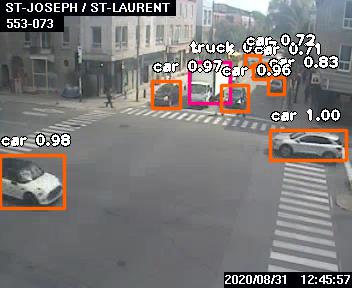 ST-JOSEPH / ST-LAURENT
553-073
car 0.72
truck
car 0.71
car 0.97
car 0.96
car 0.83
car 1.00
car 0.98
2020/08/31 12:45:57